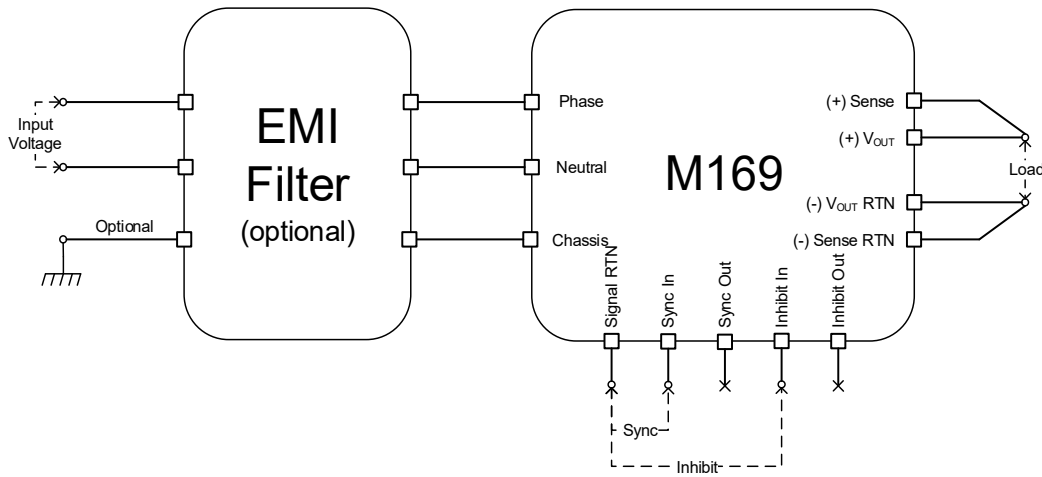 Input
Voltage
Optional
EMI
Filter
(optional)
Phase
Neutral
Chassis
M169
(+) Sense
(+) VOUT
(-) VOUT RTN
(-) Sense RTN
Load
Signal RTN
Sync In
Sync Out
Inhibit In
Inhibit Out
Sync
Inhibit